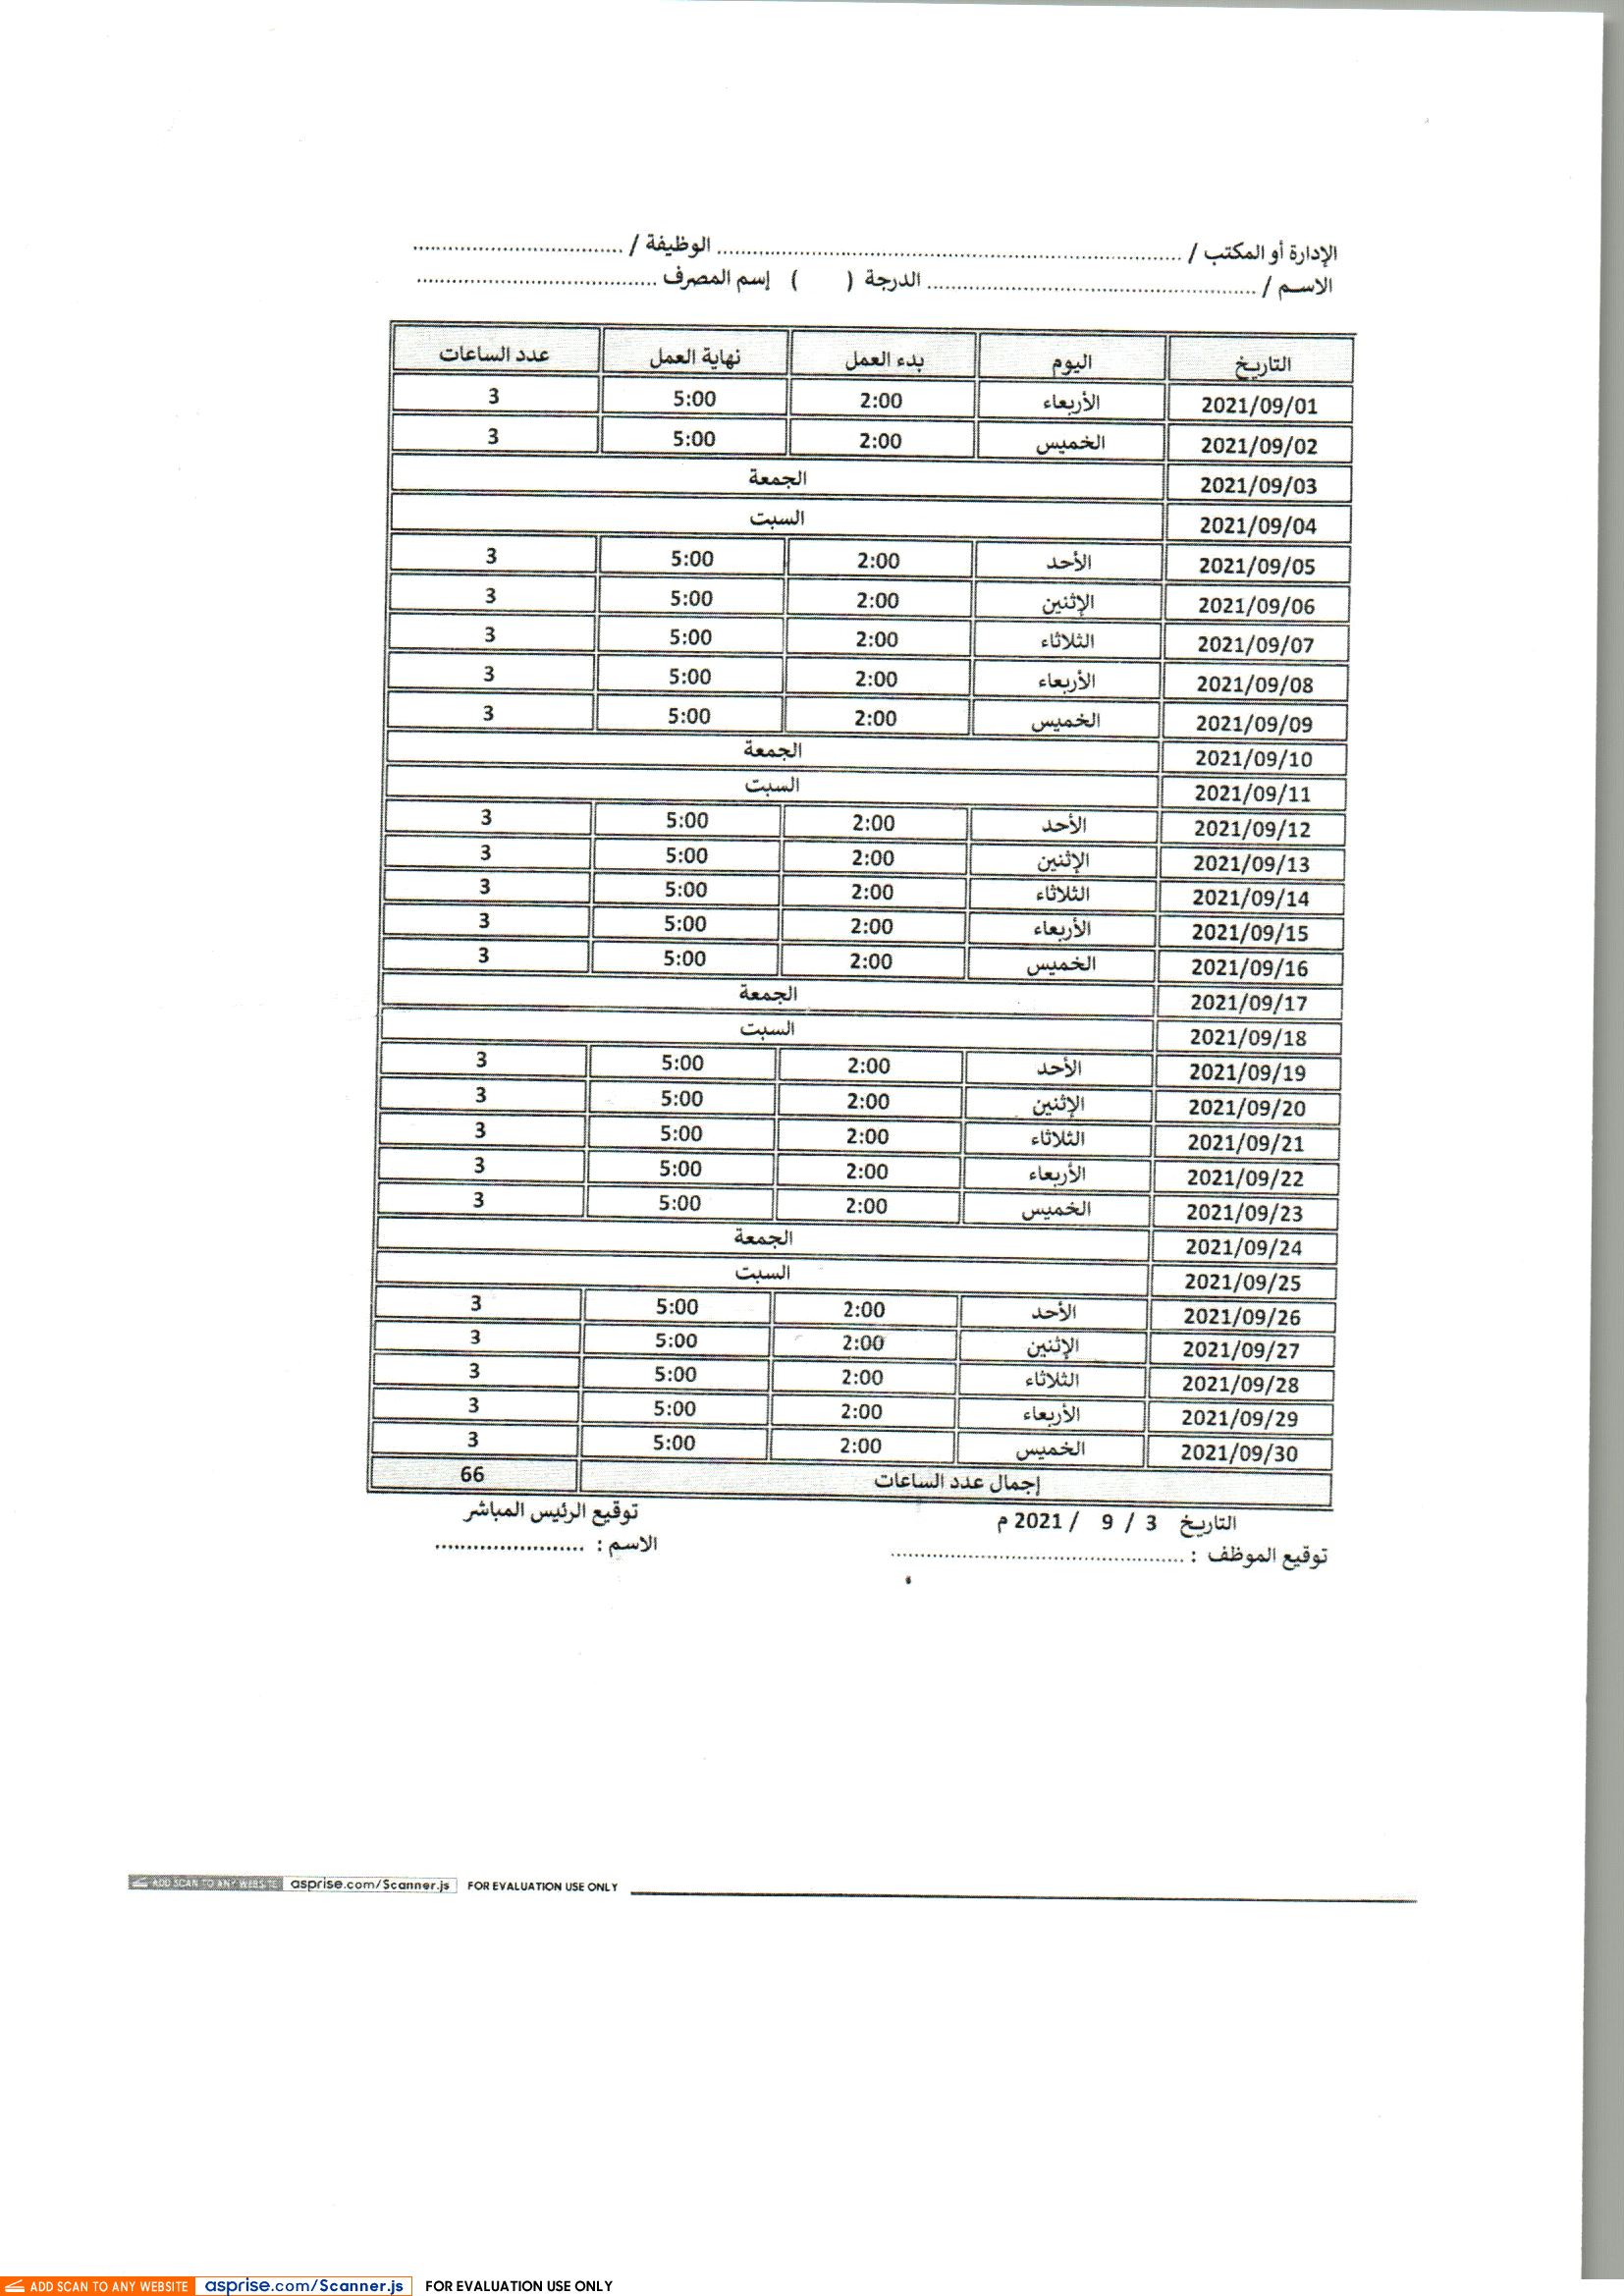 الإدارة أو المكتب / ........................ الوظيفة / ........................
الاسم / ........................ الدرجة (      ) إسم المصرف ........................
التاريخ اليوم بدء العمل نهاية العمل عدد الساعات
2021/09/01 الأربعاء 2:00 5:00 3
2021/09/02 الخميس 2:00 5:00 3
2021/09/03 الجمعة
2021/09/04 السبت
2021/09/05 الأحد 2:00 5:00 3
2021/09/06 الإثنين 2:00 5:00 3
2021/09/07 الثلاثاء 2:00 5:00 3
2021/09/08 الأربعاء 2:00 5:00 3
2021/09/09 الخميس 2:00 5:00 3
2021/09/10 الجمعة
2021/09/11 السبت
2021/09/12 الأحد 2:00 5:00 3
2021/09/13 الإثنين 2:00 5:00 3
2021/09/14 الثلاثاء 2:00 5:00 3
2021/09/15 الأربعاء 2:00 5:00 3
2021/09/16 الخميس 2:00 5:00 3
2021/09/17 الجمعة
2021/09/18 السبت
2021/09/19 الأحد 2:00 5:00 3
2021/09/20 الإثنين 2:00 5:00 3
2021/09/21 الثلاثاء 2:00 5:00 3
2021/09/22 الأربعاء 2:00 5:00 3
2021/09/23 الخميس 2:00 5:00 3
2021/09/24 الجمعة
2021/09/25 السبت
2021/09/26 الأحد 2:00 5:00 3
2021/09/27 الإثنين 2:00 5:00 3
2021/09/28 الثلاثاء 2:00 5:00 3
2021/09/29 الأربعاء 2:00 5:00 3
2021/09/30 الخميس 2:00 5:00 3
إجمال عدد الساعات 66
التاريخ 3 / 9 / 2021 م توقيع الرئيس المباشر
توقيع الموظف : ........................ الاسم : ........................
ADD SCAN TO ANY WEBSITE asprise.com/Scanner.js FOR EVALUATION USE ONLY
ADD SCAN TO ANY WEBSITE asprise.com/Scanner.js FOR EVALUATION USE ONLY